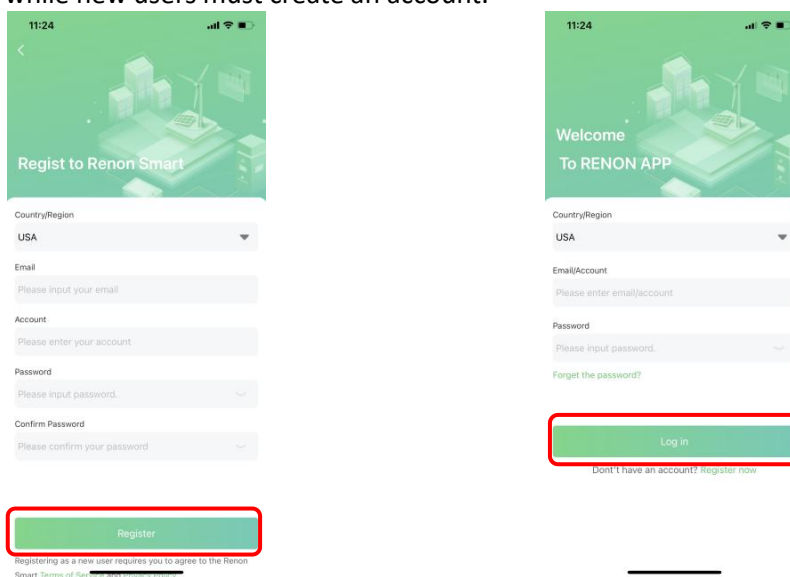 while new users must create an account.
11:24
Regist to Renon Smart
Country/Region
USA
Email
Please input your email
Account
Please enter your account
Password
Please input password.
Confirm Password
Please confirm your password
Register
Registering as a new user requires you to agree to the Renon
Smart Terms of Service and Privacy Policy
11:24
Welcome
To RENON APP
Country/Region
USA
Email/Account
Please enter email/account
Password
Please input password.
Forget the password?
Log in
Dont't have an account? Register now